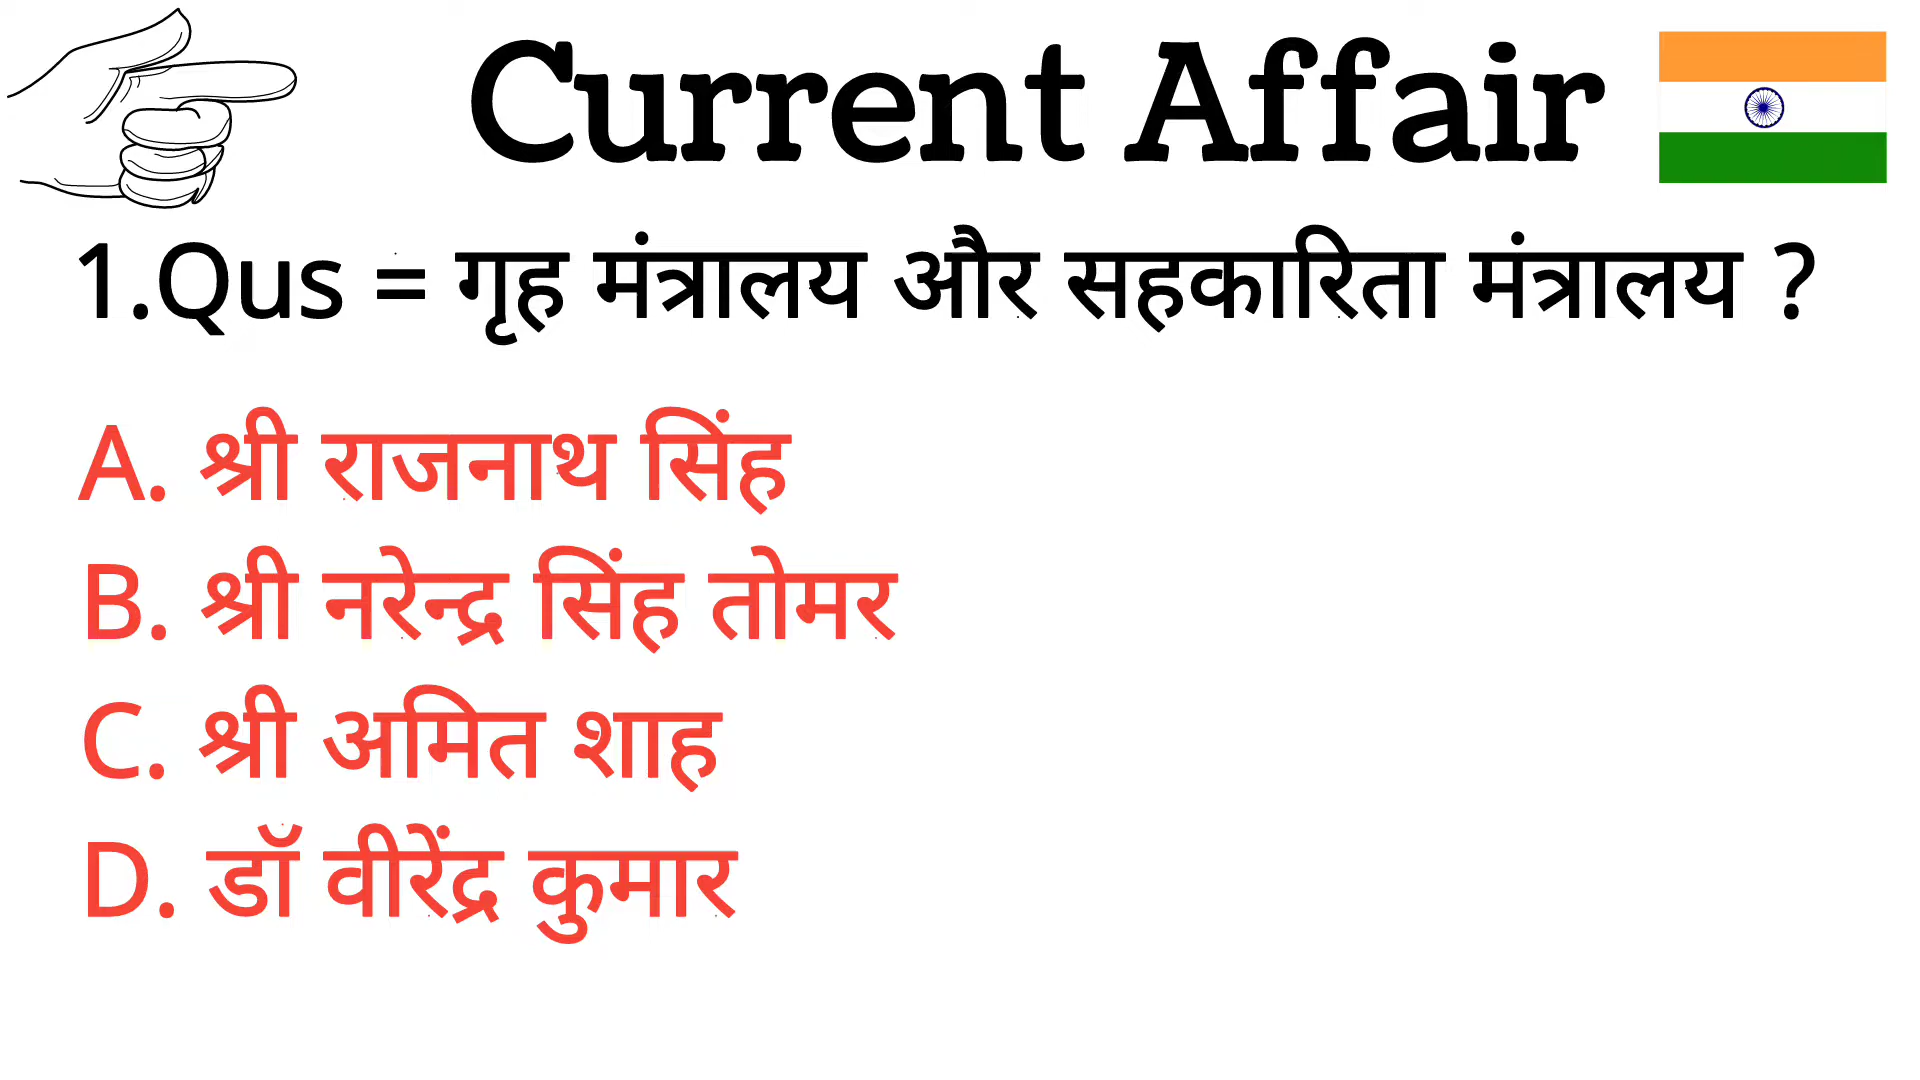 Current Affair
1.Qus = गृह मंत्रालय और सहकारिता मंत्रालय ?
A. श्री राजनाथ सिंह
B. श्री नरेन्द्र सिंह तोमर
C. श्री अमित शाह
D. डॉ वीरेंद्र कुमार